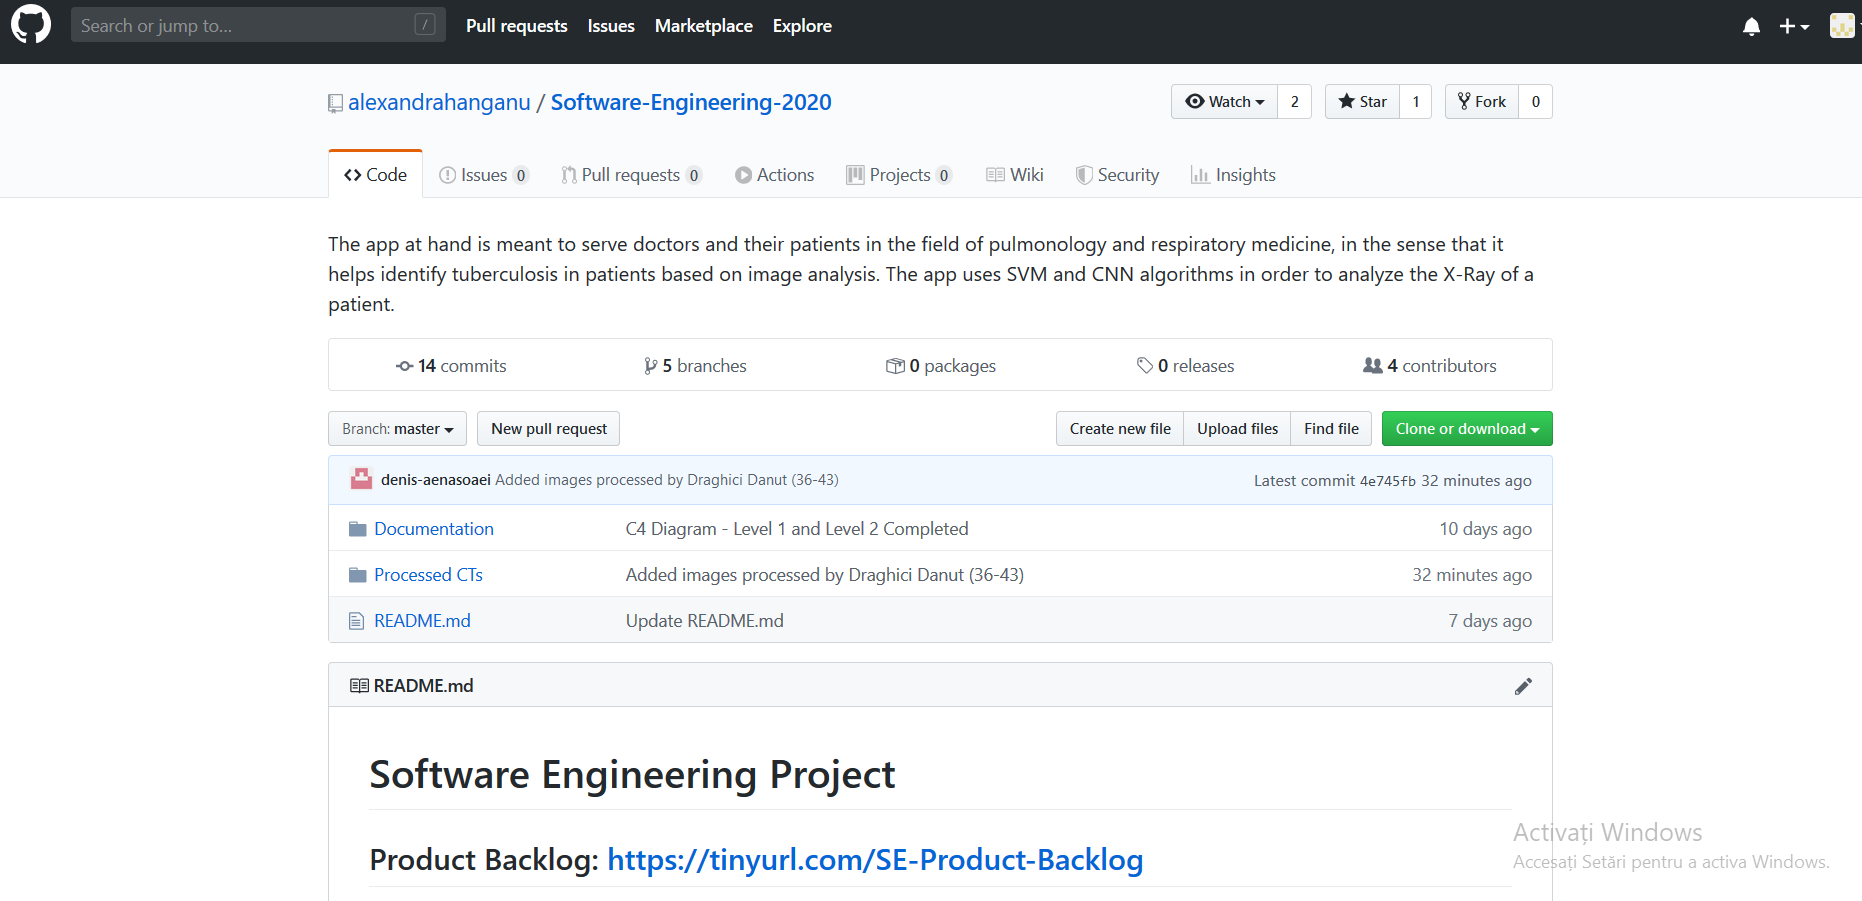 Search or jump to... / Pull requests Issues Marketplace Explore
alexandrahanganu / Software-Engineering-2020 Watch 2 Star 1 Fork 0
Code Issues 0 Pull requests 0 Actions Projects 0 Wiki Security Insights
The app at hand is meant to serve doctors and their patients in the field of pulmonology and respiratory medicine, in the sense that it
helps identify tuberculosis in patients based on image analysis. The app uses SVM and CNN algorithms in order to analyze the X-Ray of a
patient.
14 commits 5 branches 0 packages 0 releases 4 contributors
Branch: master New pull request Create new file Upload files Find file Clone or download
denis-aenasoaei Added images processed by Draghici Danut (36-43) Latest commit 4e745fb 32 minutes ago
Documentation C4 Diagram - Level 1 and Level 2 Completed 10 days ago
Processed CTs Added images processed by Draghici Danut (36-43) 32 minutes ago
README.md Update README.md 7 days ago
README.md
Software Engineering Project
Product Backlog: https://tinyurl.com/SE-Product-Backlog
Activați Windows
Accesați Setări pentru a activa Windows.